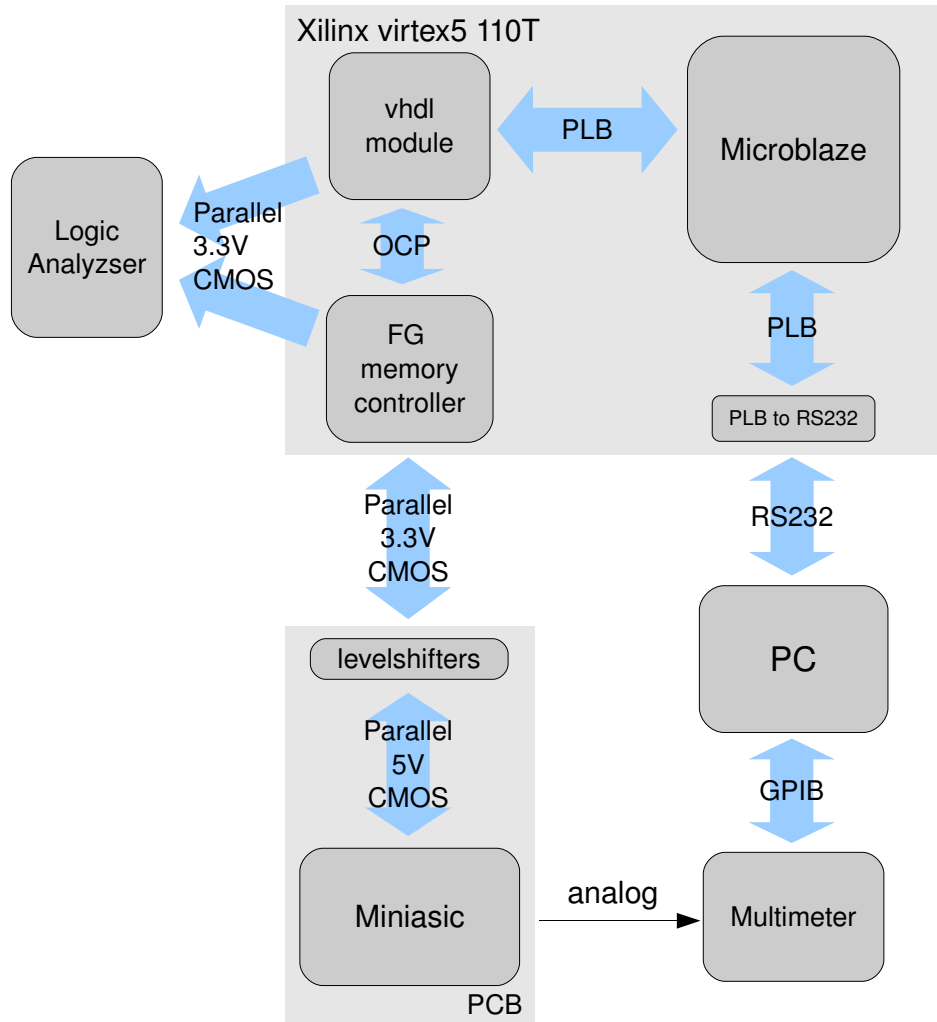 Xilinx virtex5 110T
vhdl
module
PLB
Microblaze
Logic
Analyzser
Parallel
3.3V
CMOS
OCP
FG
memory
controller
PLB
PLB to RS232
Parallel
3.3V
CMOS
RS232
levelshifters
PC
Parallel
5V
CMOS
GPIB
Miniasic
analog
Multimeter
PCB